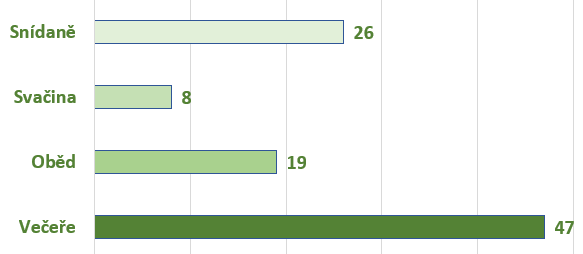 Snídaně 26
Svačina 8
Oběd 19
Večeře 47